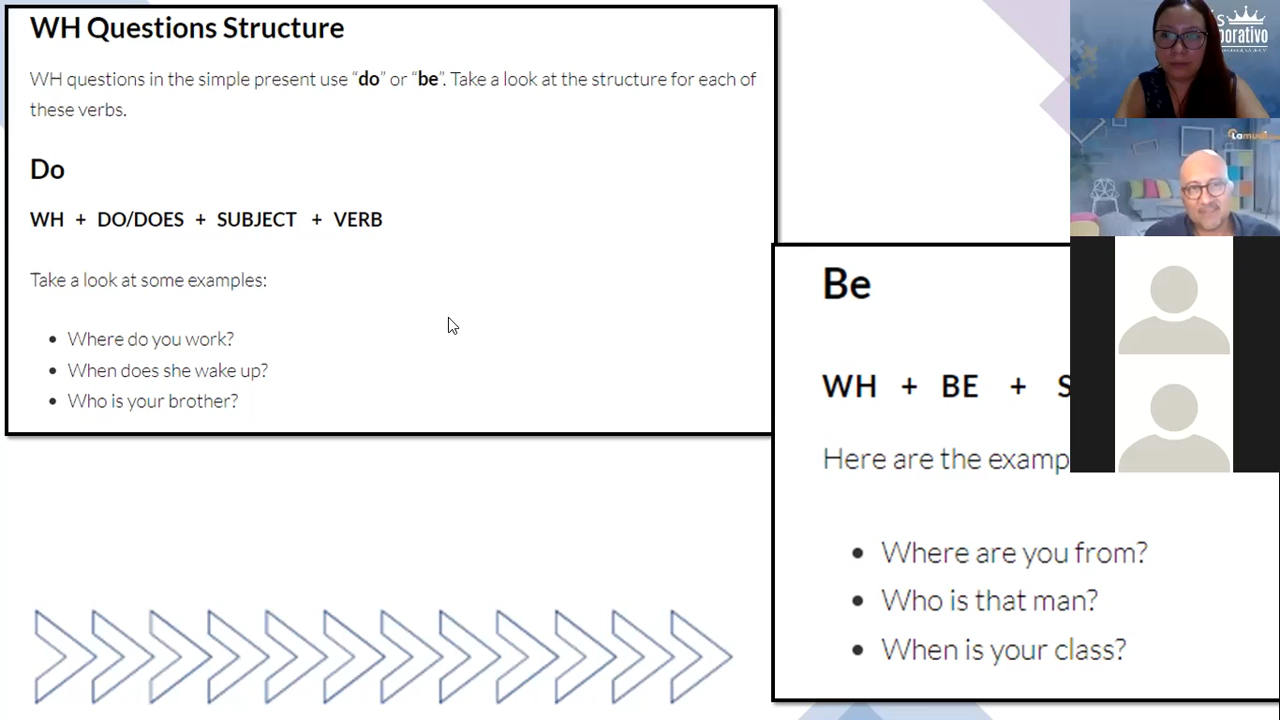 WH Questions Structure
WH questions in the simple present use “do” or “be”. Take a look at the structure for each of
these verbs.
Do
WH + DO/DOES + SUBJECT + VERB
Take a look at some examples:
• Where do you work?
• When does she wake up?
• Who is your brother?
Be
WH + BE +
Here are the
• Where are you from?
• Who is that man?
• When is your class?